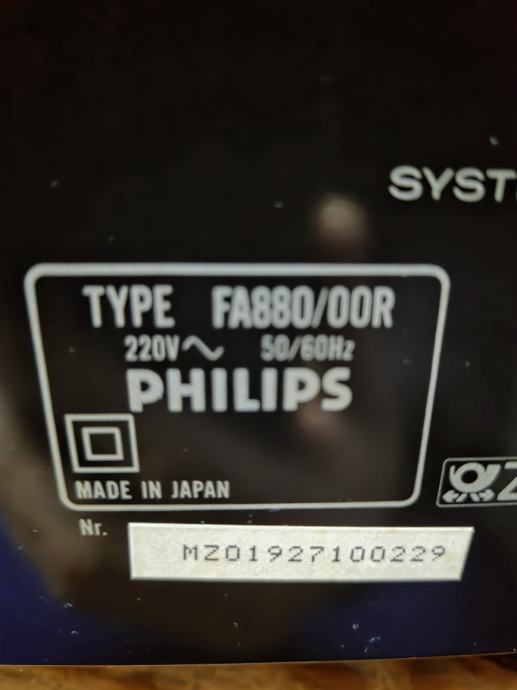 SYST
TYPE FA880/00R
220V～ 50/60Hz
PHILIPS
MADE IN JAPAN
Nr.
MZ01927100229